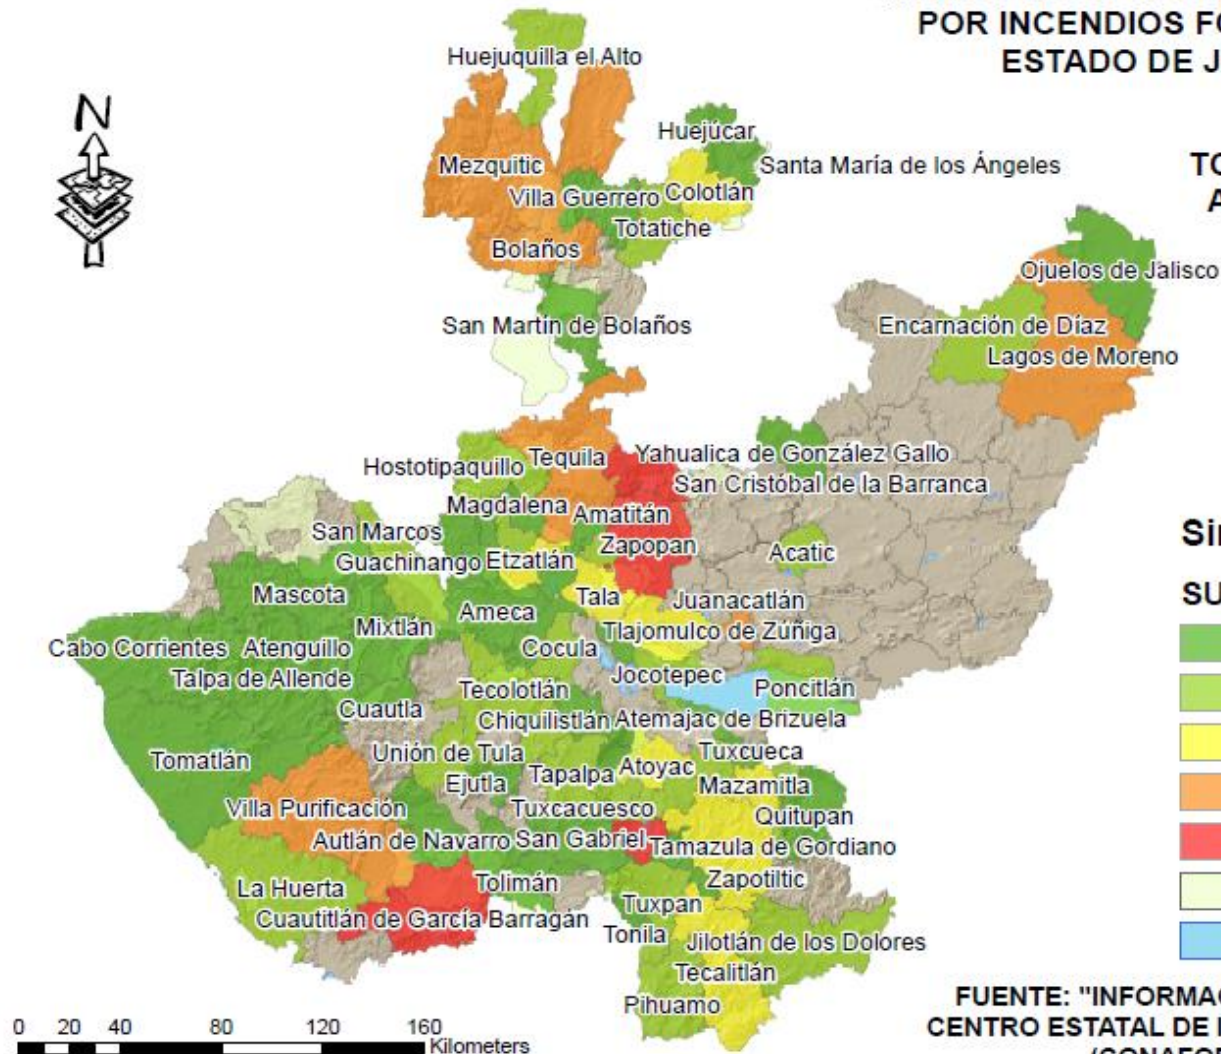 POR INCENDIOS FO
ESTADO DE J
Huejuquilla el Alto
N
Huejúcar
TO
Mezquitic
Santa María de los Ángeles
A
Villa Guerrero
Colotlán
Totatiche
Bolaños
Ojuelos de Jalisco
San Martín de Bolaños
Encarnación de Díaz
Lagos de Moreno
Hostotipaquillo
Tequila
Yahualica de González Gallo
San Cristóbal de la Barranca
Magdalena
Amatitán
San Marcos
Sim
Guachinango
Etzatlán
Zapopan
Acatic
Mascota
Ameca
Tala
Juanacatlán
SU
Mixtlán
Tlajomulco de Zúñiga
Cabo Corrientes
Atenguillo
Cocula
Talpa de Allende
Tecolotlán
Jocotepec
Poncitlán
Cuautla
Chiquilistlán
Atemajac de Brizuela
Tomatlán
Unión de Tula
Tuxcueca
Ejutla
Tapalpa
Atoyac
Mazamitla
Villa Purificación
Tuxcacuesco
Quitupan
Autlán de Navarro
San Gabriel
Tamazula de Gordiano
La Huerta
Tolimán
Zapotiltic
Cuautitlán de García Barragán
Tuxpan
Tonila
Jilotlán de los Dolores
Tecalitlán
Pihuamo
FUENTE: "INFORMAC
0 20 40 80 120 160
Kilometers
CENTRO ESTATAL DE I
(CONAFOR